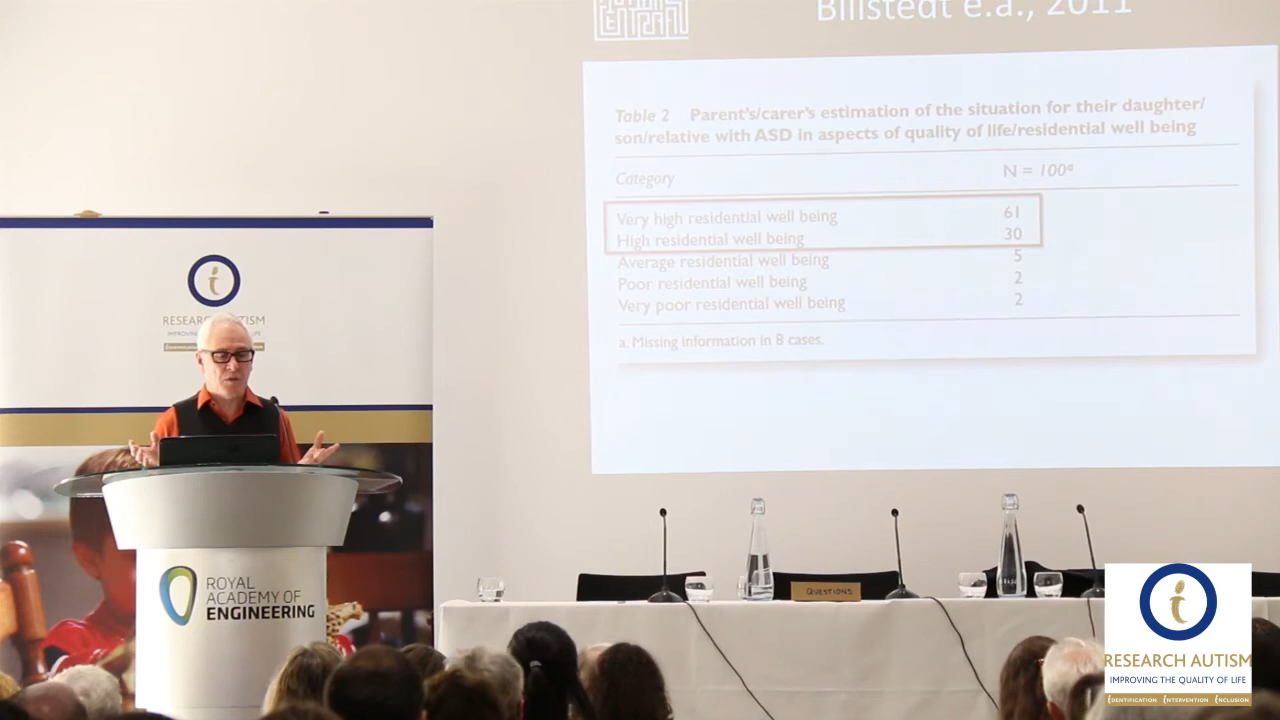 Billstedt e.a., 2011
Table 2 Parent's/carer's estimation of the situation for their daughter/
son/relative with ASD in aspects of quality of life/residential well being
Category N = 100a
Very high residential well being 61
High residential well being 30
Average residential well being 5
Poor residential well being 2
Very poor residential well being 2
a. Missing information in 8 cases.
RESEARCH AUTISM
ROYAL
ACADEMY OF
ENGINEERING
QUESTIONS
RESEARCH AUTISM
IMPROVING THE QUALITY OF LIFE
IDENTIFICATION INTERVENTION INCLUSION